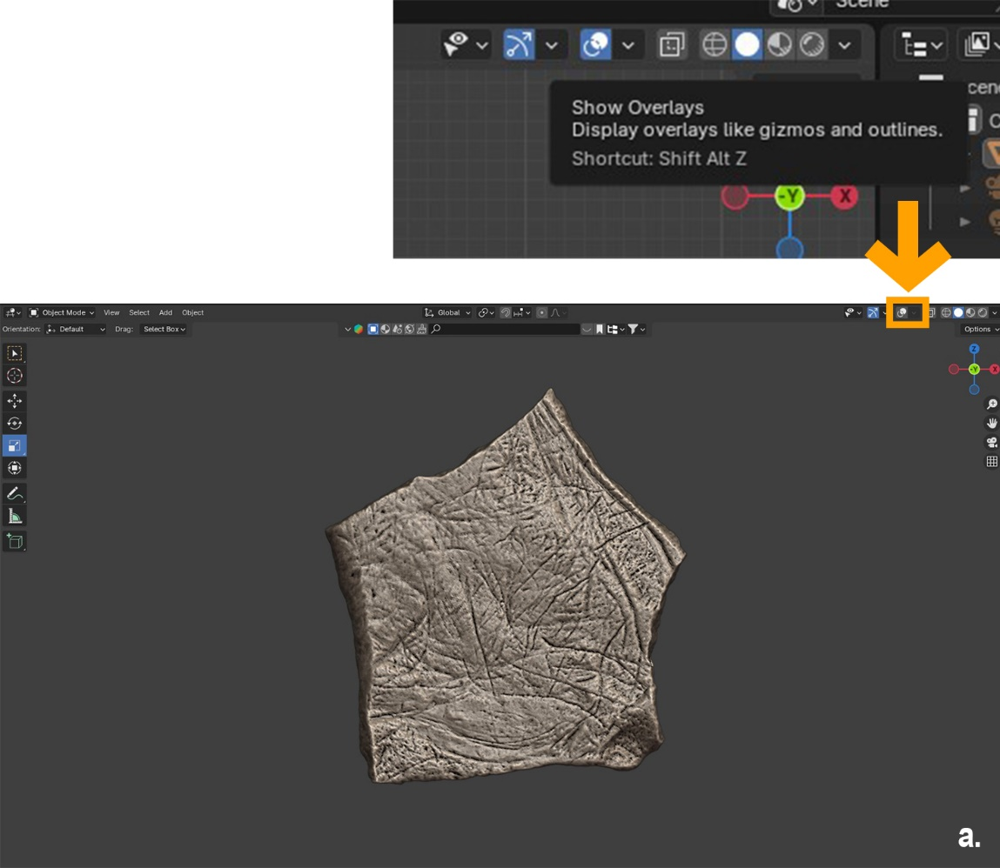 Scene
Show Overlays
Display overlays like gizmos and outlines.
Shortcut: Shift Alt Z
-Y X
Object Mode View Select Add Object Global
Orientation: Default Drag: Select Box Options
Z
-Y X
a.